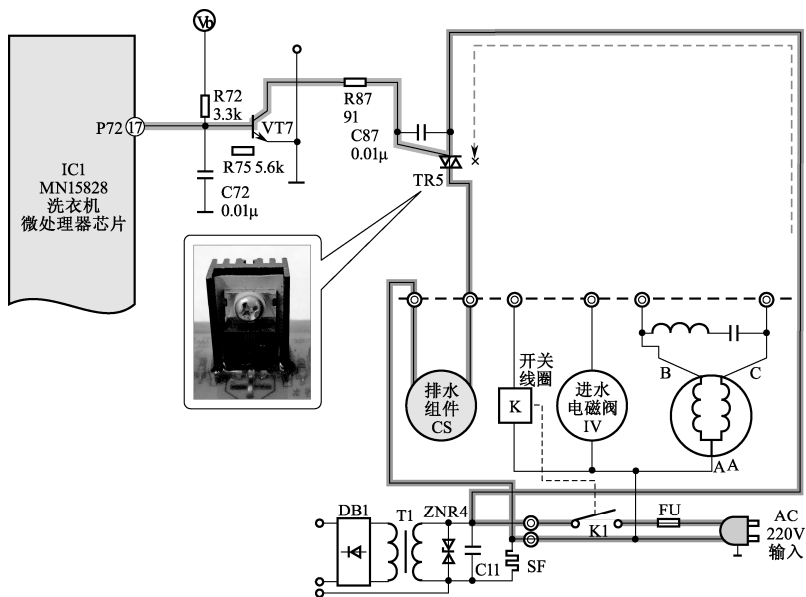 Vb
R72
3.3k
P72
17
VT7
R75 5.6k
C72
0.01μ
R87
91
C87
0.01μ
TR5
IC1
MN15828
洗衣机
微处理器芯片
开关
线圈
K
排水
组件
CS
进水
电磁阀
IV
B
C
A
A
DB1
T1
ZNR4
C11
SF
K1
FU
AC
220V
输入